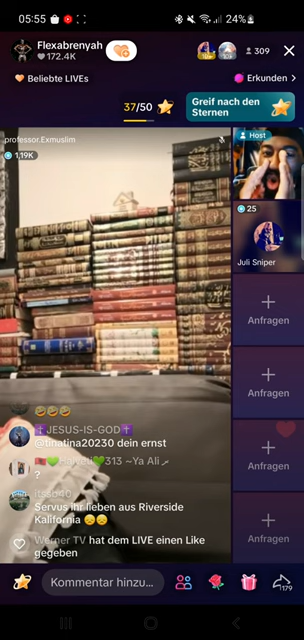 05:55
24%
Flexabrenyah
172.4K
309
Beliebte LIVEs
Erkunden >
37/50
Greif nach den
Sternen
professor.Exmuslim
1,19K
Host
25
Juli Sniper
Anfragen
Anfragen
Anfragen
Anfragen
JESUS-IS-GOD
@tinatina20230 dein ernst
313 ~Ya Ali
?
Servus ihr lieben aus Riverside
Kalifornia
Werner TV hat dem LIVE einen Like
gegeben
Kommentar hinzu...
179